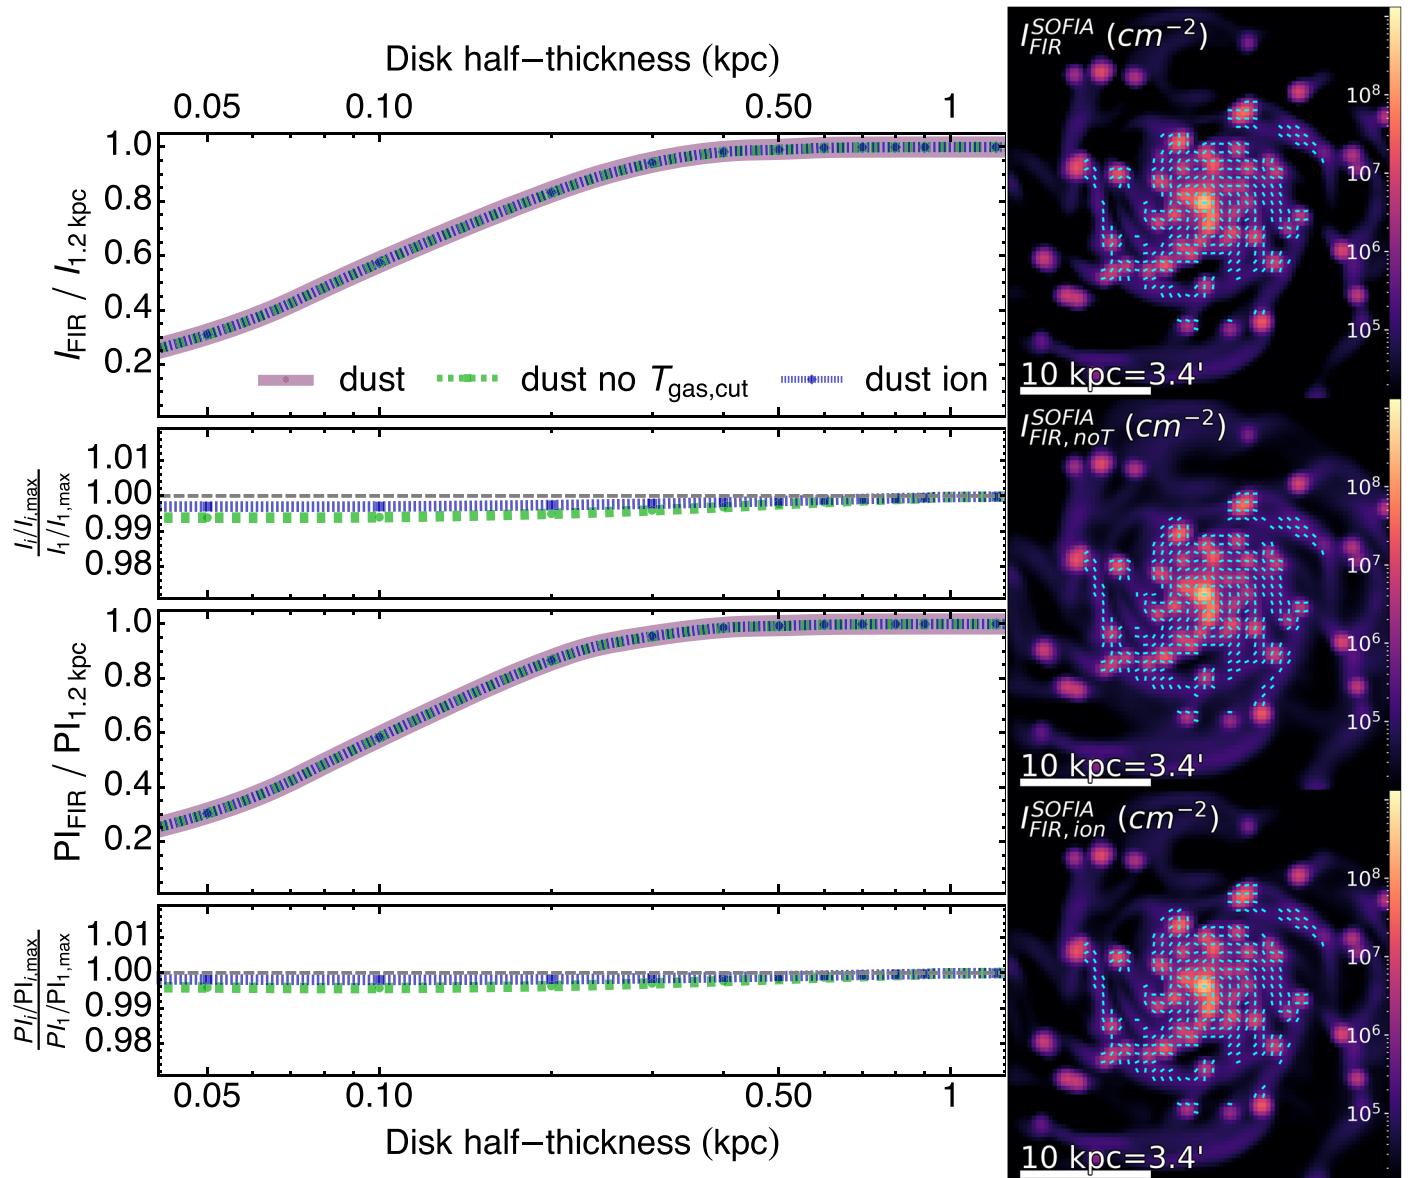 Disk half−thickness (kpc)
0.05 0.10 0.50 1
1.0
0.8
0.6
0.4
0.2
I_FIR / I_1.2 kpc
dust dust no T_gas,cut dust ion
1.01
1.00
0.99
0.98
I_i/I_i,max
I_1/I_1,max
1.0
0.8
0.6
0.4
0.2
PI_FIR / PI_1.2 kpc
1.01
1.00
0.99
0.98
PI_i/PI_i,max
PI_1/PI_1,max
0.05 0.10 0.50 1
Disk half−thickness (kpc)
I^SOFIA_FIR (cm^−2)
10^8
10^7
10^6
10^5
10 kpc=3.4'
I^SOFIA_FIR, noT (cm^−2)
10^8
10^7
10^6
10^5
10 kpc=3.4'
I^SOFIA_FIR, ion (cm^−2)
10^8
10^7
10^6
10^5
10 kpc=3.4'